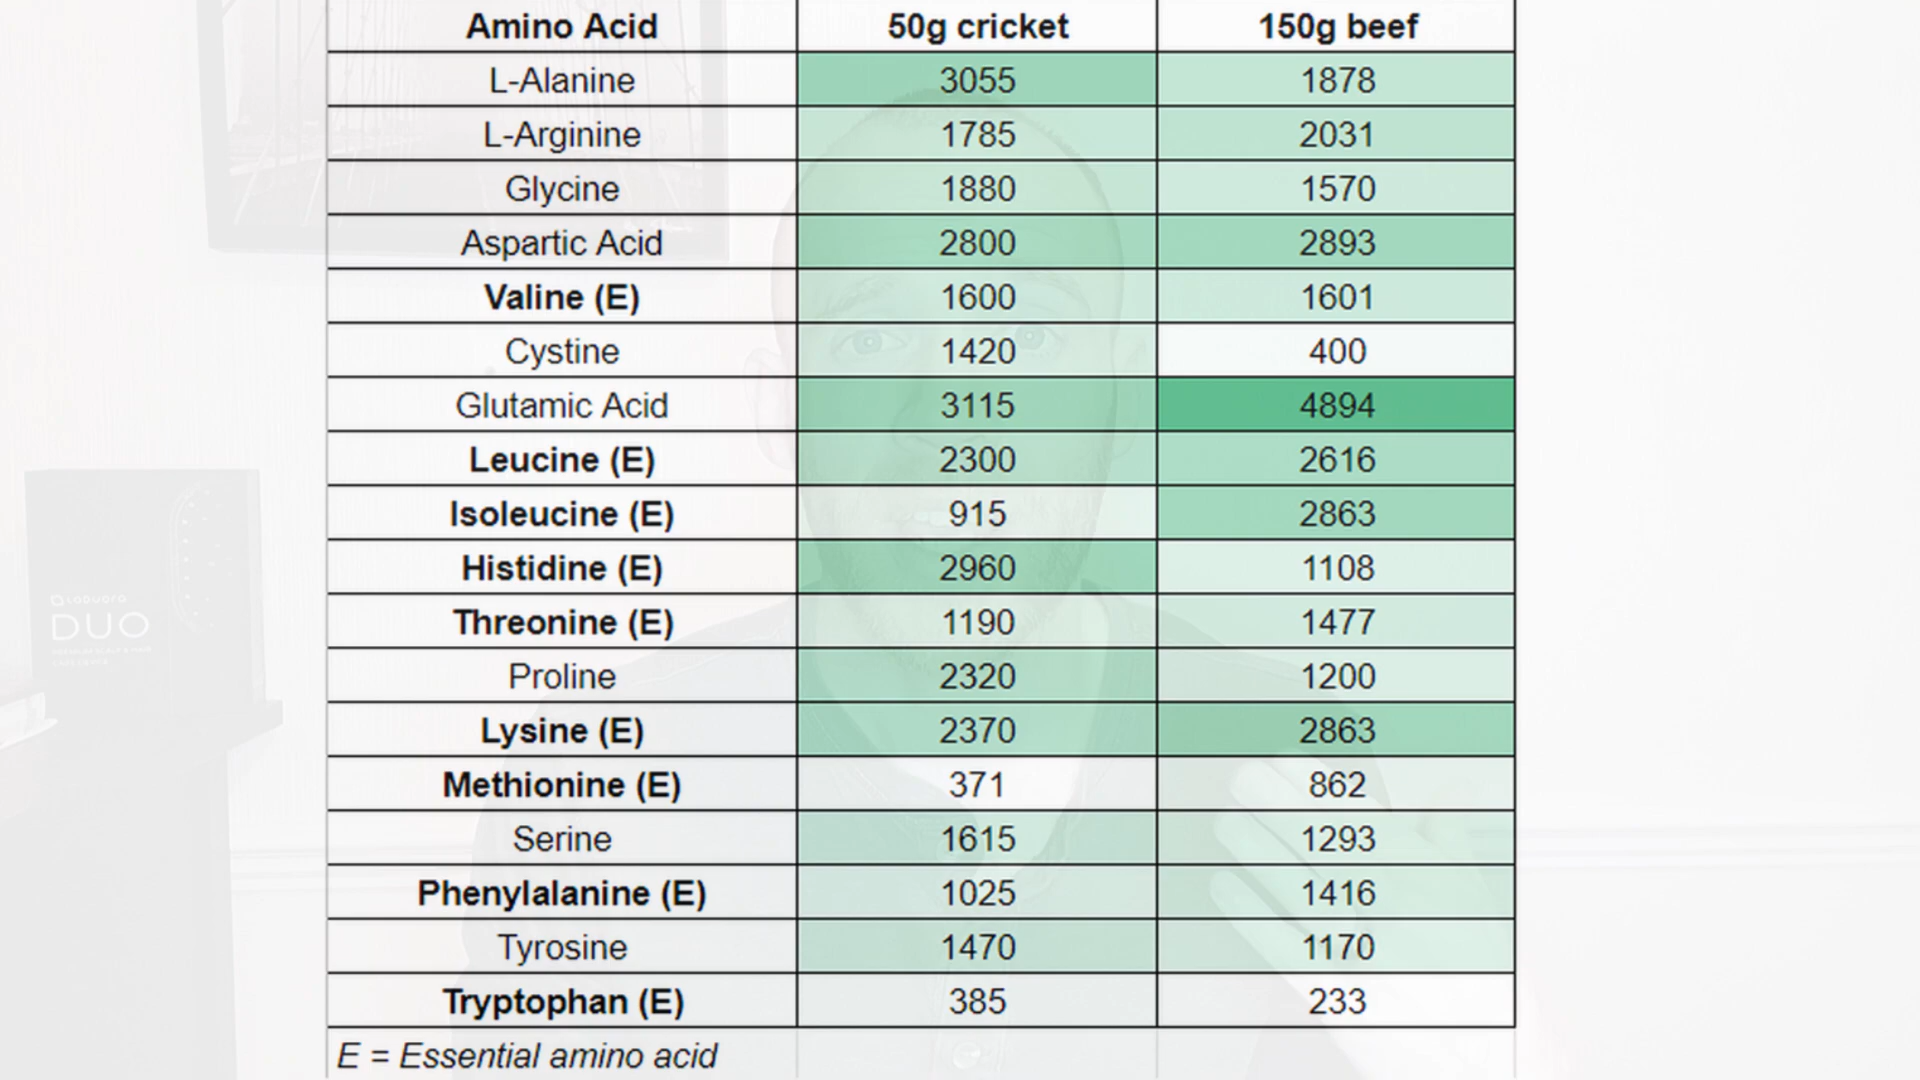 Amino Acid 50g cricket 150g beef
L-Alanine 3055 1878
L-Arginine 1785 2031
Glycine 1880 1570
Aspartic Acid 2800 2893
Valine (E) 1600 1601
Cystine 1420 400
Glutamic Acid 3115 4894
Leucine (E) 2300 2616
Isoleucine (E) 915 2863
Histidine (E) 2960 1108
Threonine (E) 1190 1477
Proline 2320 1200
Lysine (E) 2370 2863
Methionine (E) 371 862
Serine 1615 1293
Phenylalanine (E) 1025 1416
Tyrosine 1470 1170
Tryptophan (E) 385 233
E = Essential amino acid
DUO